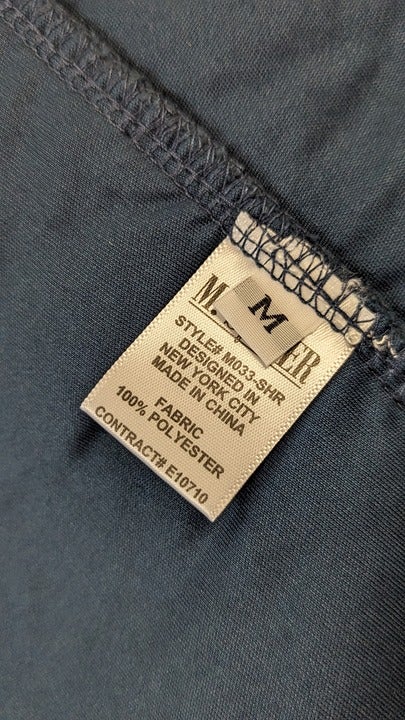 M
STYLE# M033-SHR
DESIGNED IN
NEW YORK CITY
MADE IN CHINA
FABRIC
100% POLYESTER
CONTRACT# E10710